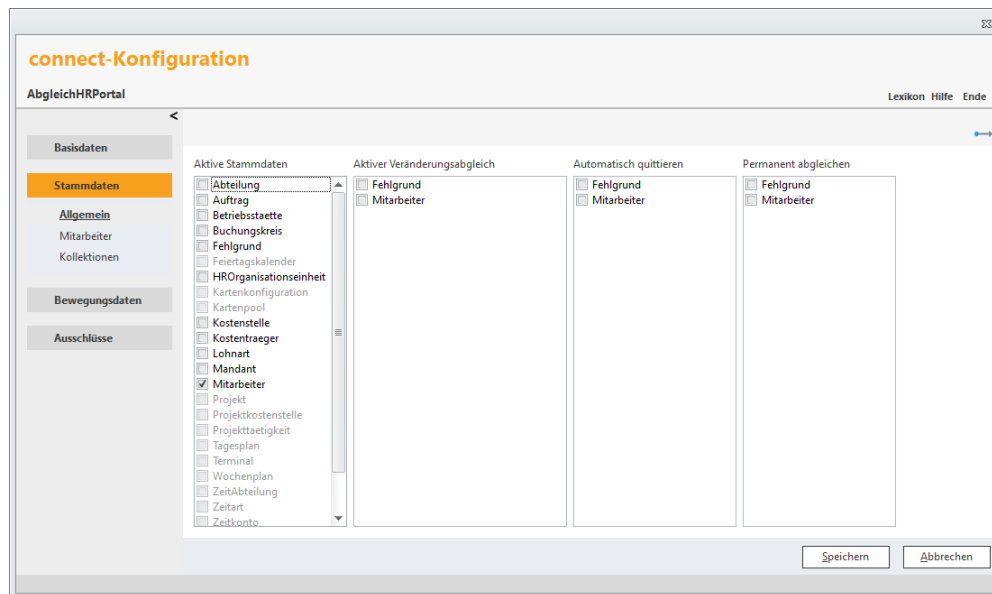 connect-Konfiguration
AbgleichHRPortal
Lexikon Hilfe Ende
<
Basisdaten
Stammdaten
Allgemein
Mitarbeiter
Kollektionen
Bewegungsdaten
Ausschlüsse
Aktive Stammdaten
Abteilung
Auftrag
Betriebsstaette
Buchungskreis
Fehlgrund
Feiertagskalender
HROrganisationseinheit
Kartenkonfiguration
Kartenpool
Kostenstelle
Kostentraeger
Lohnart
Mandant
Mitarbeiter
Projekt
Projektkostenstelle
Projekttaetigkeit
Tagesplan
Terminal
Wochenplan
ZeitAbteilung
Zeitart
Zeitkonto
Aktiver Veränderungsabgleich
Fehlgrund
Mitarbeiter
Automatisch quittieren
Fehlgrund
Mitarbeiter
Permanent abgleichen
Fehlgrund
Mitarbeiter
Speichern
Abbrechen